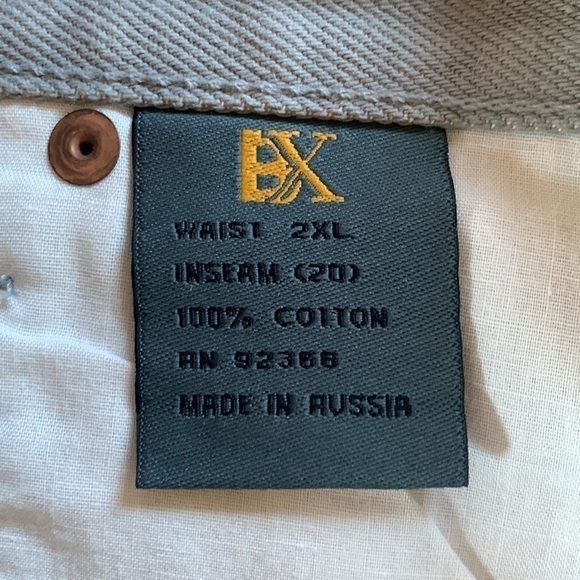 BX
WAIST 2XL
INSEAM (20)
100% COTTON
RN 92366
MADE IN RUSSIA